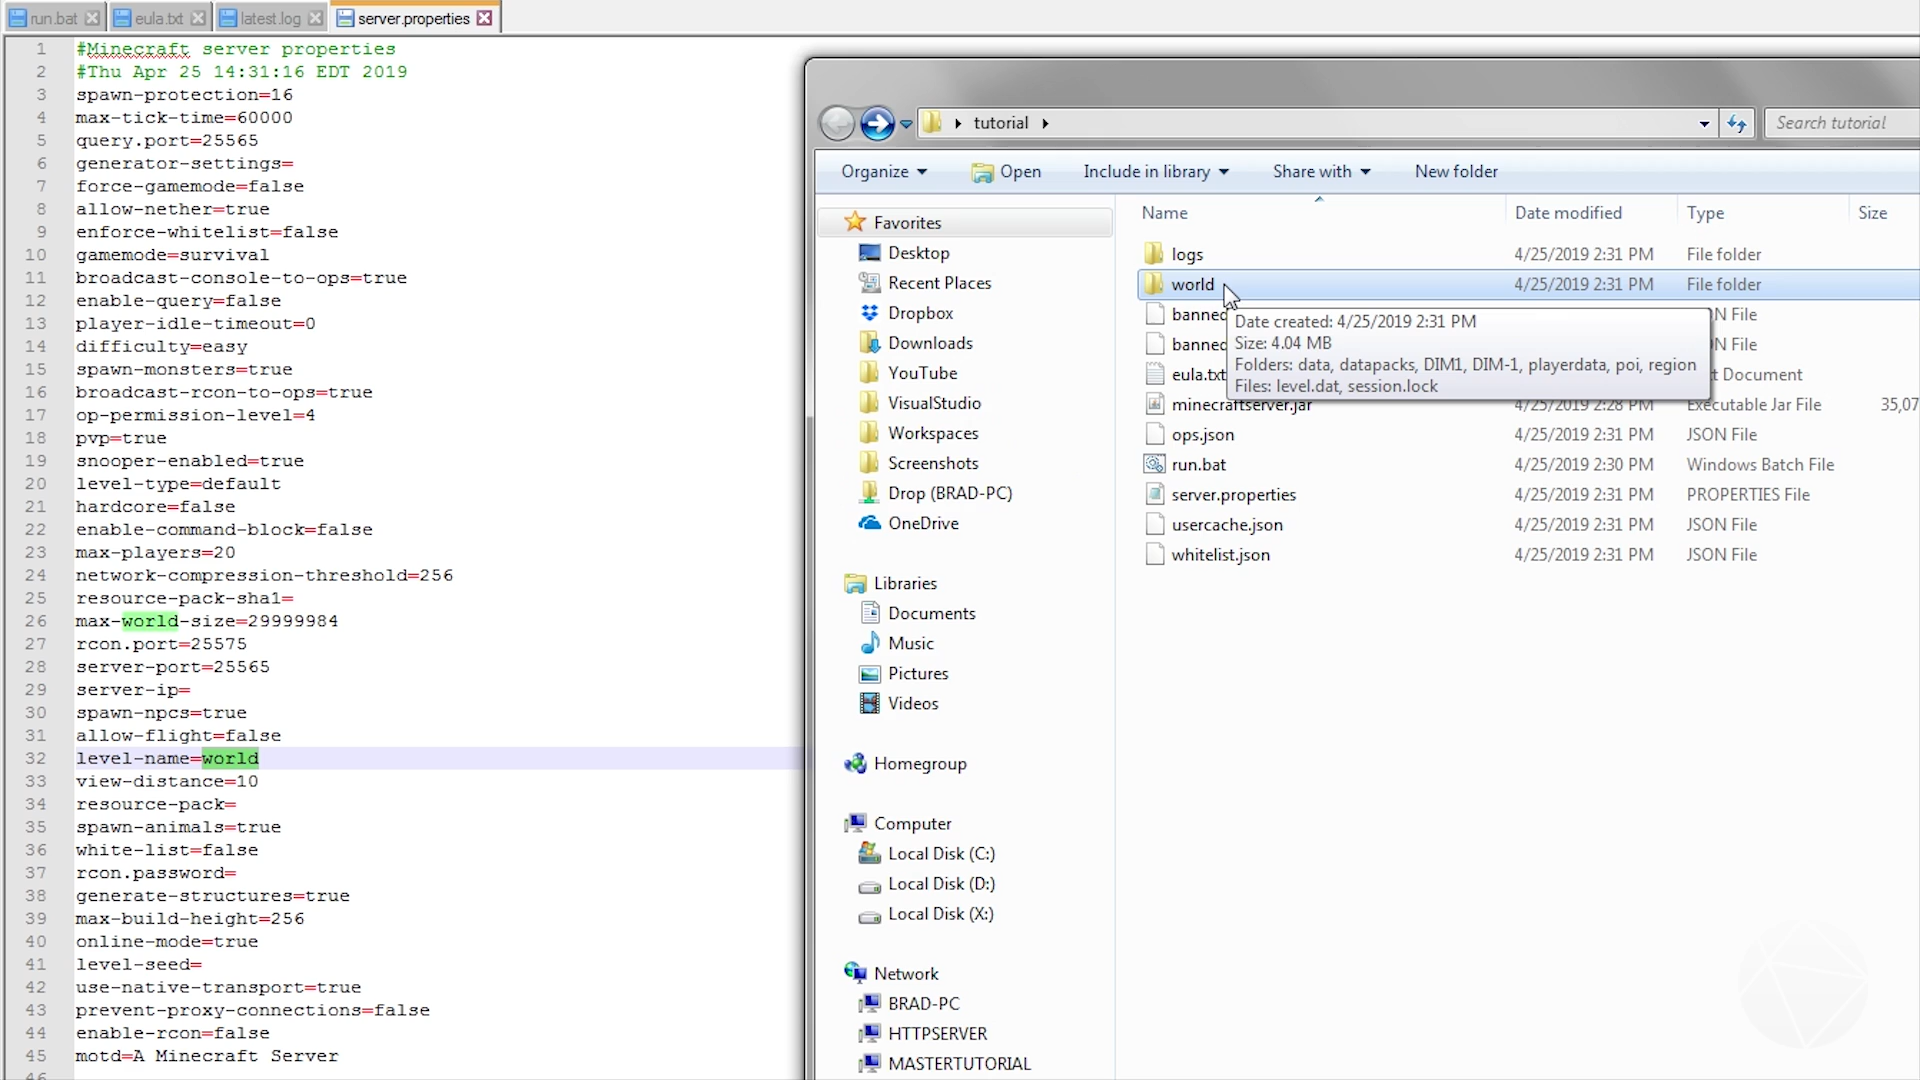 run.bat
eula.txt
latest.log
server.properties
1 #Minecraft server properties
2 #Thu Apr 25 14:31:16 EDT 2019
3 spawn-protection=16
4 max-tick-time=60000
5 query.port=25565
6 generator-settings=
7 force-gamemode=false
8 allow-nether=true
9 enforce-whitelist=false
10 gamemode=survival
11 broadcast-console-to-ops=true
12 enable-query=false
13 player-idle-timeout=0
14 difficulty=easy
15 spawn-monsters=true
16 broadcast-rcon-to-ops=true
17 op-permission-level=4
18 pvp=true
19 snooper-enabled=true
20 level-type=default
21 hardcore=false
22 enable-command-block=false
23 max-players=20
24 network-compression-threshold=256
25 resource-pack-sha1=
26 max-world-size=29999984
27 rcon.port=25575
28 server-port=25565
29 server-ip=
30 spawn-npcs=true
31 allow-flight=false
32 level-name=world
33 view-distance=10
34 resource-pack=
35 spawn-animals=true
36 white-list=false
37 rcon.password=
38 generate-structures=true
39 max-build-height=256
40 online-mode=true
41 level-seed=
42 use-native-transport=true
43 prevent-proxy-connections=false
44 enable-rcon=false
45 motd=A Minecraft Server
46
tutorial
Search tutorial
Organize Open Include in library Share with New folder
Favorites
Desktop
Recent Places
Dropbox
Downloads
YouTube
VisualStudio
Workspaces
Screenshots
Drop (BRAD-PC)
OneDrive
Libraries
Documents
Music
Pictures
Videos
Homegroup
Computer
Local Disk (C:)
Local Disk (D:)
Local Disk (X:)
Network
BRAD-PC
HTTPSERVER
MASTERTUTORIAL
Name Date modified Type Size
logs 4/25/2019 2:31 PM File folder
world 4/25/2019 2:31 PM File folder
banned N File
banned N File
eula.txt t Document
minecraftserver.jar 4/25/2019 2:28 PM Executable Jar File 35,07
ops.json 4/25/2019 2:31 PM JSON File
run.bat 4/25/2019 2:30 PM Windows Batch File
server.properties 4/25/2019 2:31 PM PROPERTIES File
usercache.json 4/25/2019 2:31 PM JSON File
whitelist.json 4/25/2019 2:31 PM JSON File
Date created: 4/25/2019 2:31 PM
Size: 4.04 MB
Folders: data, datapacks, DIM1, DIM-1, playerdata, poi, region
Files: level.dat, session.lock